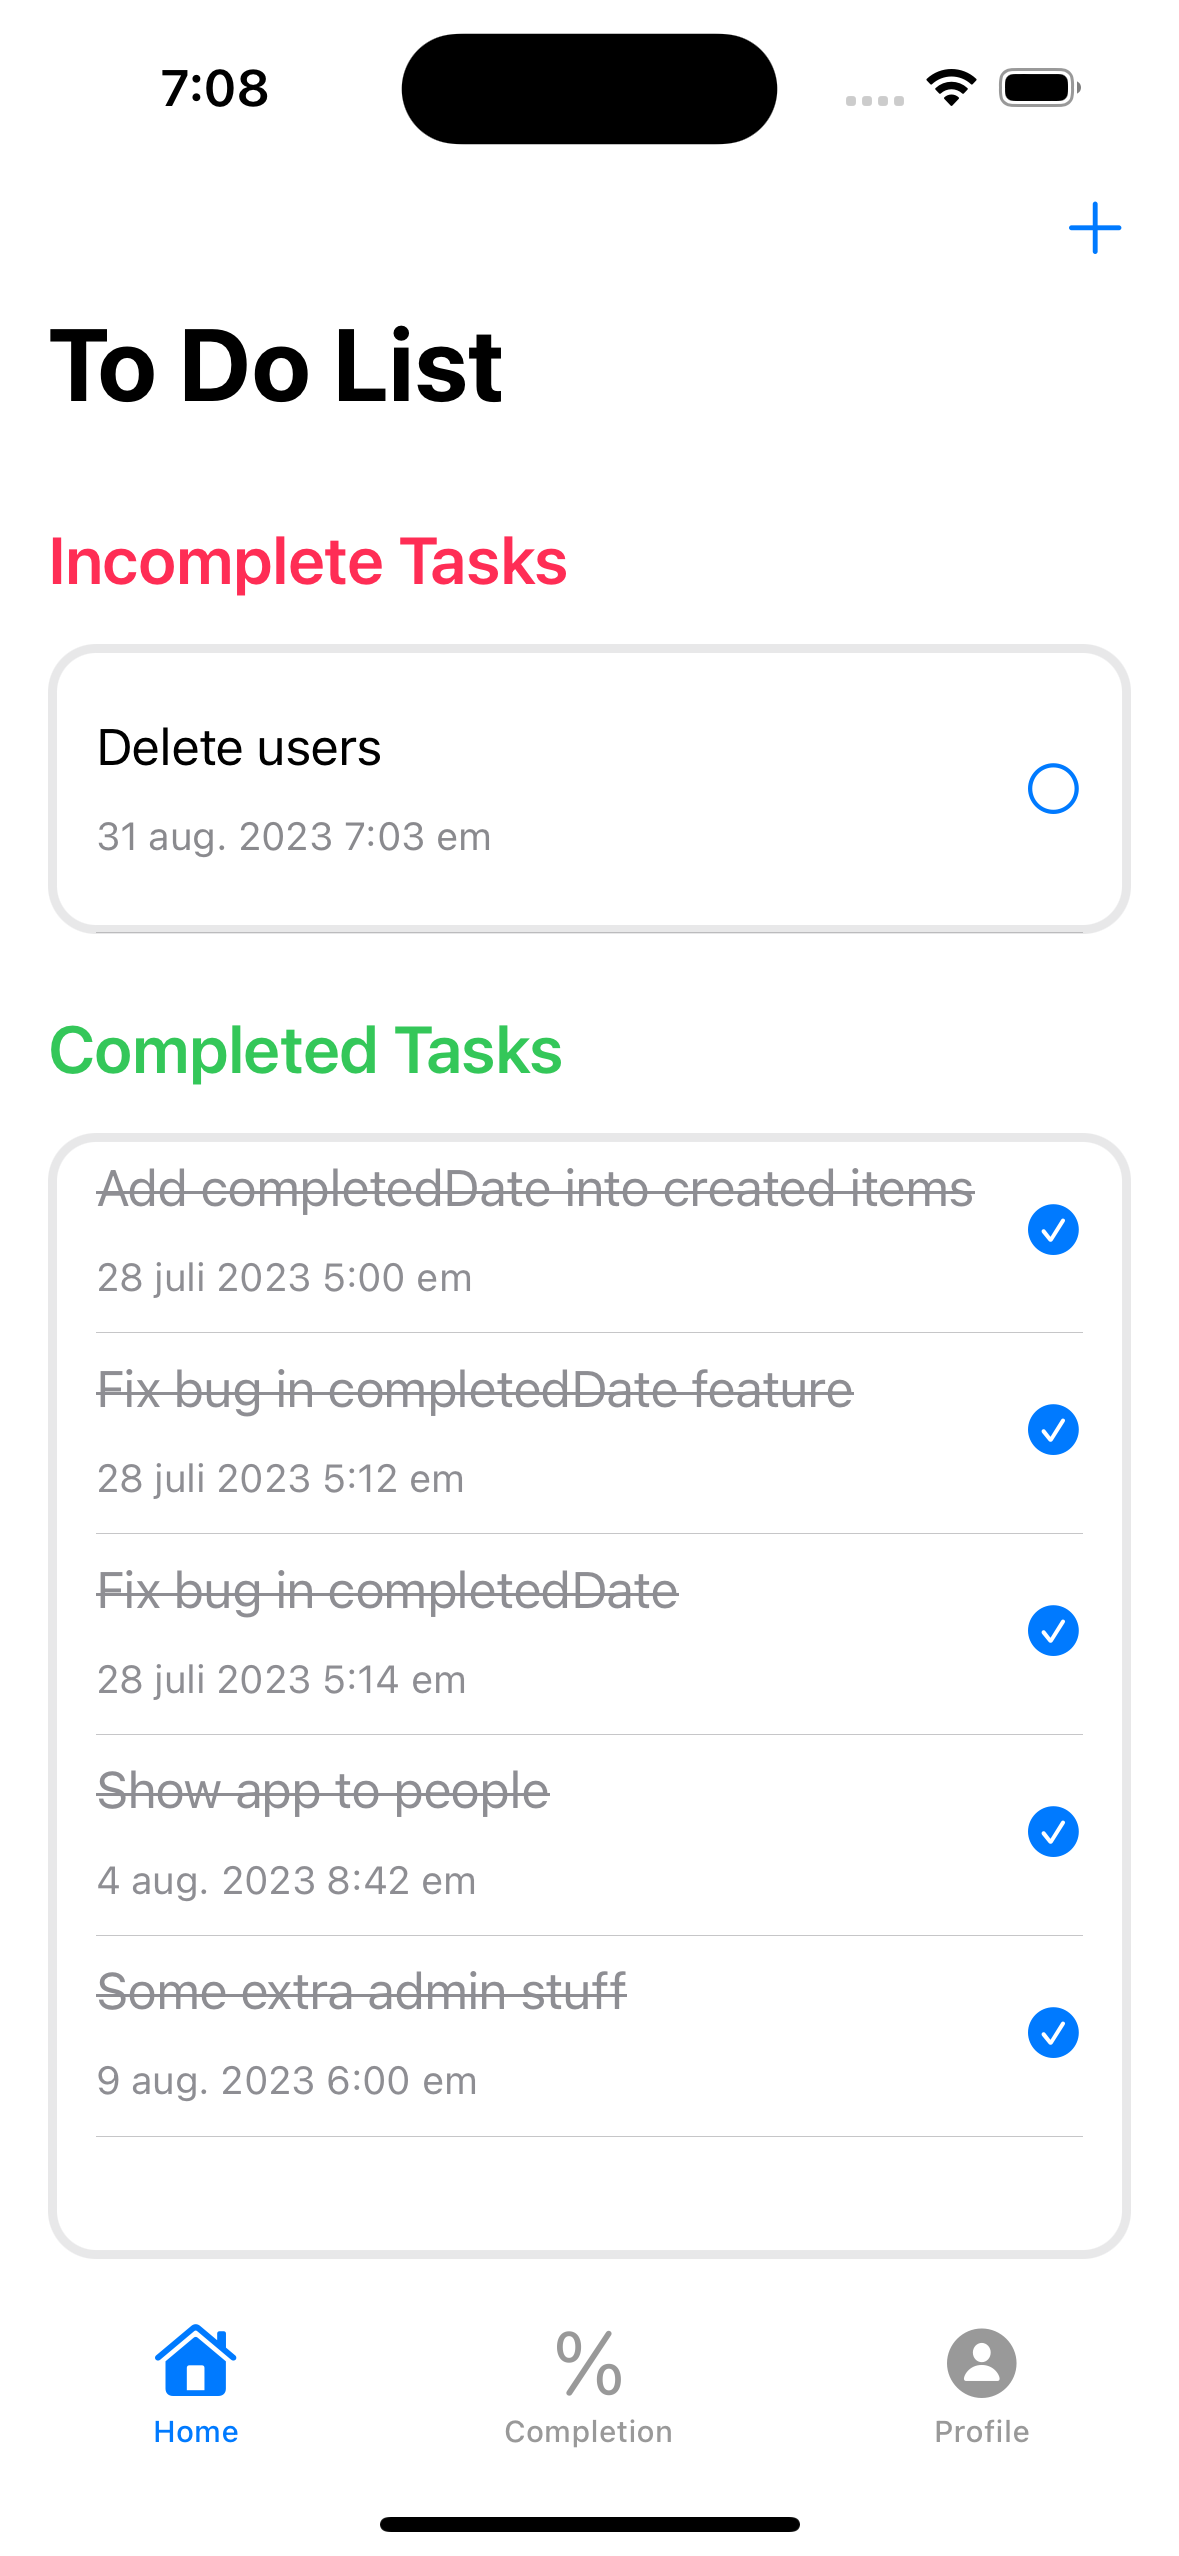 7:08
To Do List
Incomplete Tasks
Delete users
31 aug. 2023 7:03 em
Completed Tasks
Add completedDate into created items
28 juli 2023 5:00 em
Fix bug in completedDate feature
28 juli 2023 5:12 em
Fix bug in completedDate
28 juli 2023 5:14 em
Show app to people
4 aug. 2023 8:42 em
Some extra admin stuff
9 aug. 2023 6:00 em
Home
Completion
Profile